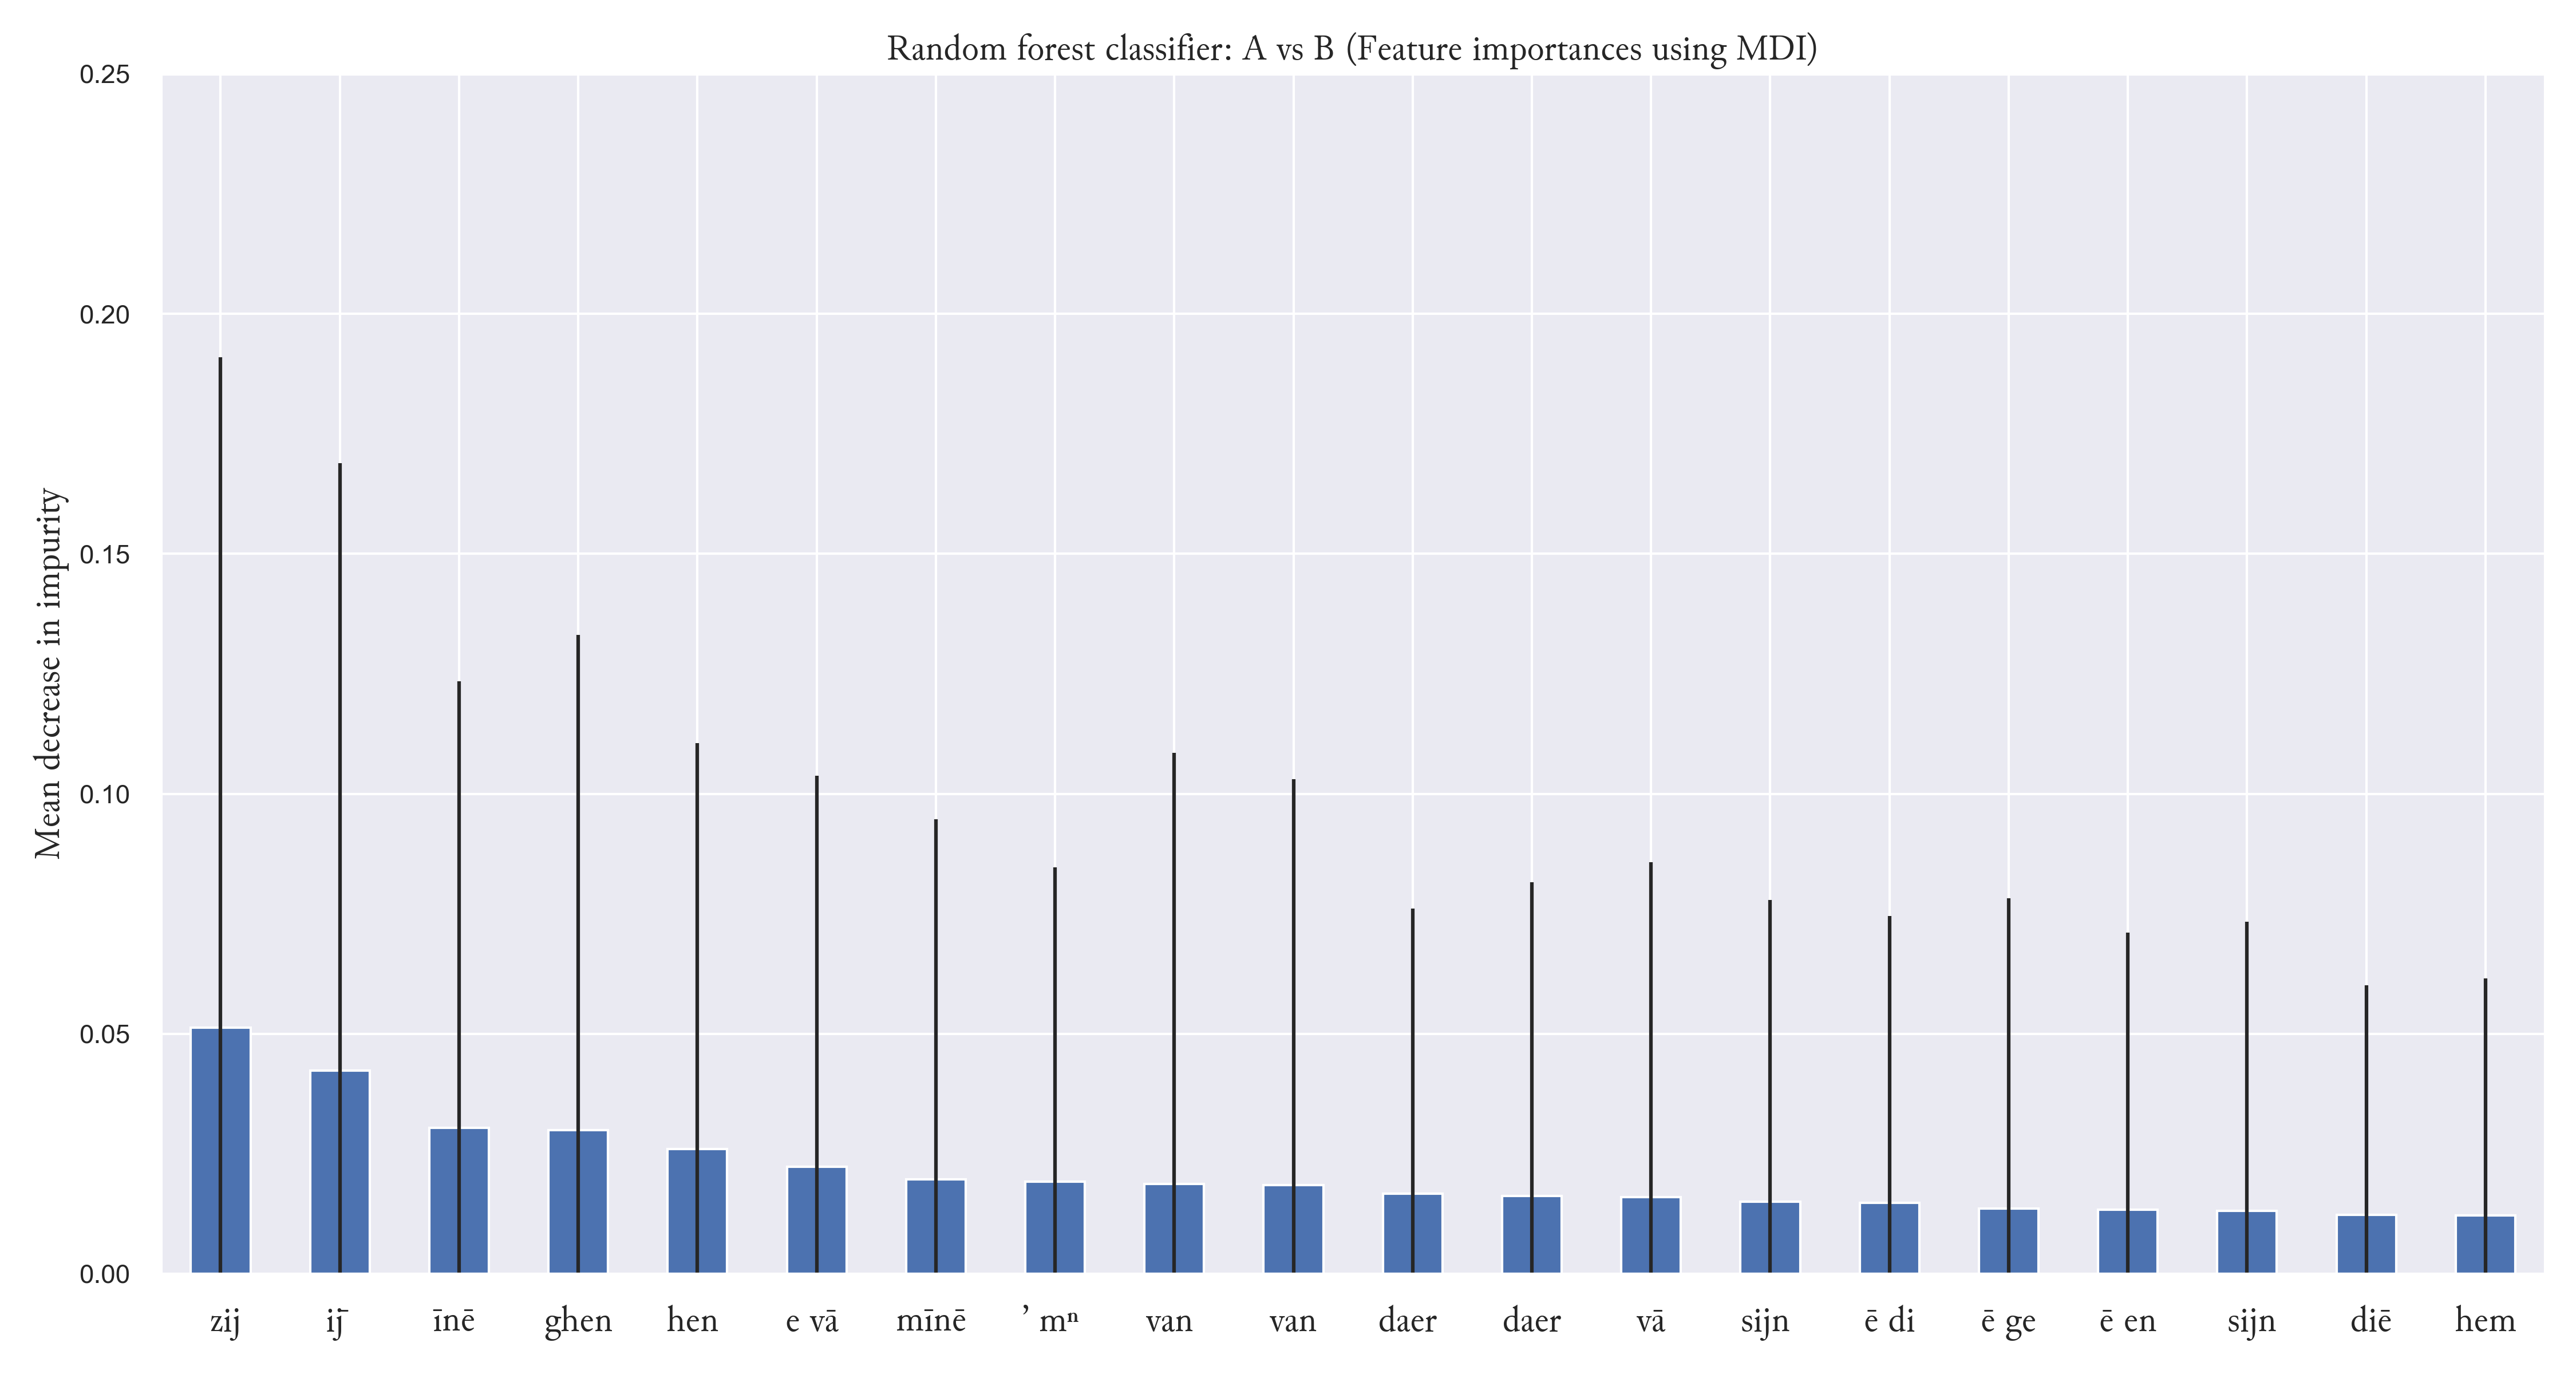 Random forest classifier: A vs B (Feature importances using MDI)
Mean decrease in impurity
0.25
0.20
0.15
0.10
0.05
0.00
zij ij̄ īnē ghen hen e vā mīnē ’ mⁿ van van daer daer vā sijn ē di ē ge ē en sijn diē hem